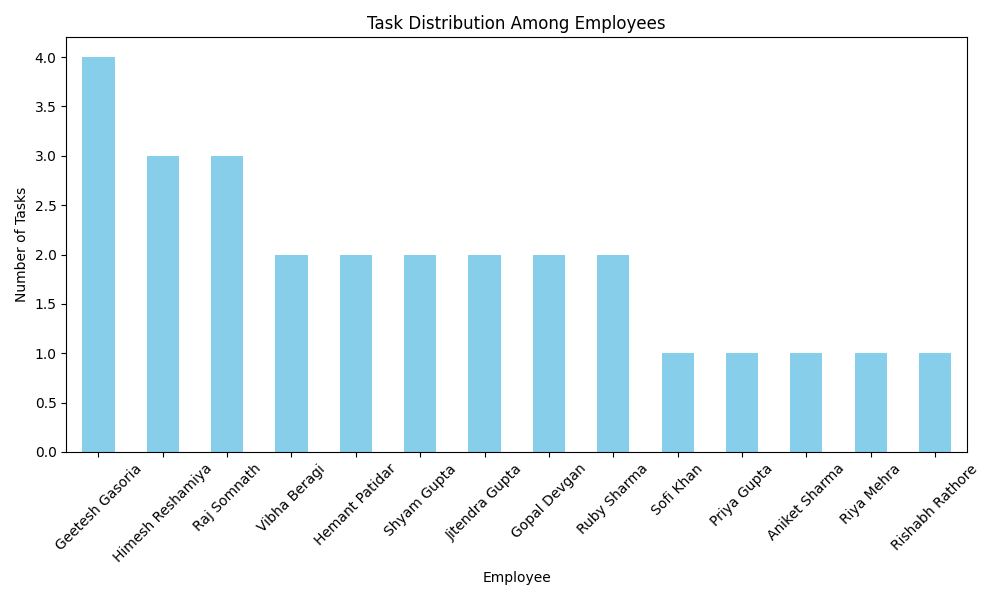 Task Distribution Among Employees
Number of Tasks
4.0
3.5
3.0
2.5
2.0
1.5
1.0
0.5
0.0
Geetesh Gasoria
Himesh Reshamiya
Raj Somnath
Vibha Beragi
Hemant Patidar
Shyam Gupta
Jitendra Gupta
Gopal Devgan
Ruby Sharma
Sofi Khan
Priya Gupta
Aniket Sharma
Riya Mehra
Rishabh Rathore
Employee